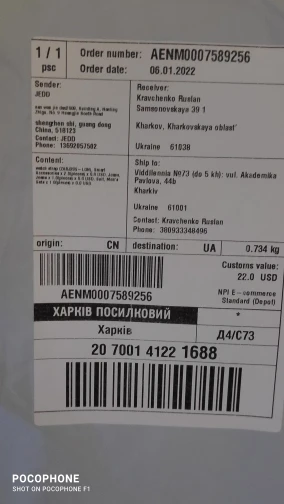 1 / 1
psc
Order number: AENM0007589256
Order date: 06.01.2022
Sender:
JEDD
shenzhen shi, guang dong
China, 518123
Contact: JEDD
Phone: 13692057502
Receiver:
Kravchenko Ruslan
Samsonovskaya 39 1
Kharkov, Kharkovskaya oblast'
Ukraine 61038
Content:
Ship to:
Viddilennia №73 (do 5 kh): vul. Akademika
Pavlova, 44b
Kharkiv
Ukraine 61001
Contact: Kravchenko Ruslan
Phone: 380933348496
origin: CN destination: UA 0.734 kg
Customs value:
22.0 USD
AENM0007589256
NPI E-commerce
Standard (Depot)
ХАРКІВ ПОСИЛКОВИЙ *
Харків Д4/С73
20 7001 4122 1688
POCOPHONE
SHOT ON POCOPHONE F1